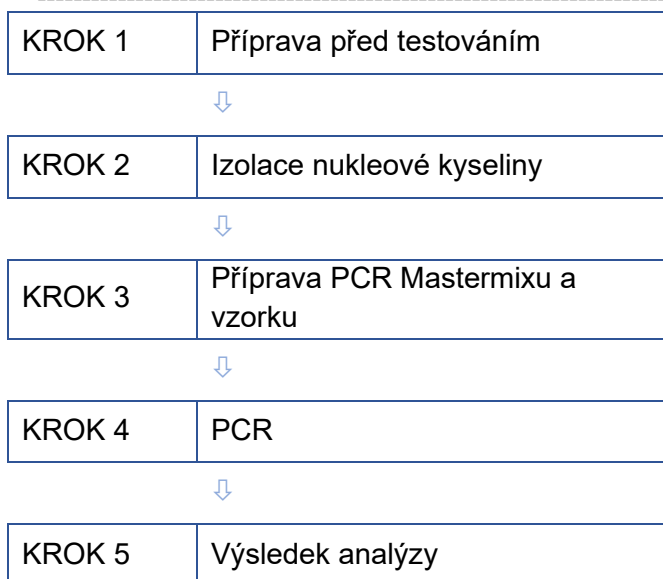 KROK 1 Příprava před testováním
⇩
KROK 2 Izolace nukleové kyseliny
⇩
KROK 3 Příprava PCR Mastermixu a
vzorku
⇩
KROK 4 PCR
⇩
KROK 5 Výsledek analýzy